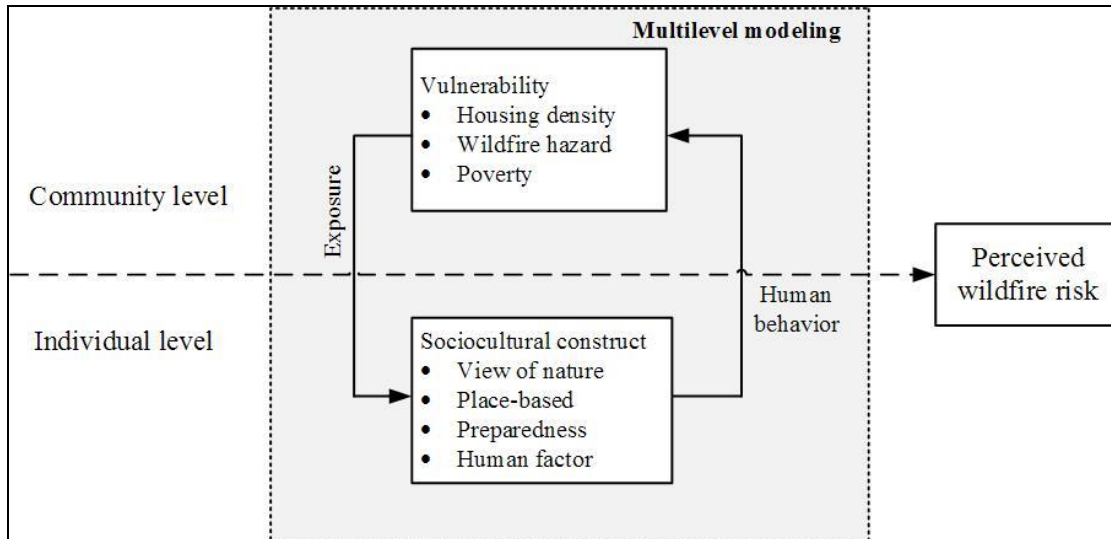 Multilevel modeling
Vulnerability
• Housing density
• Wildfire hazard
• Poverty
Exposure
Community level
Perceived
wildfire risk
Human
behavior
Individual level
Sociocultural construct
• View of nature
• Place-based
• Preparedness
• Human factor